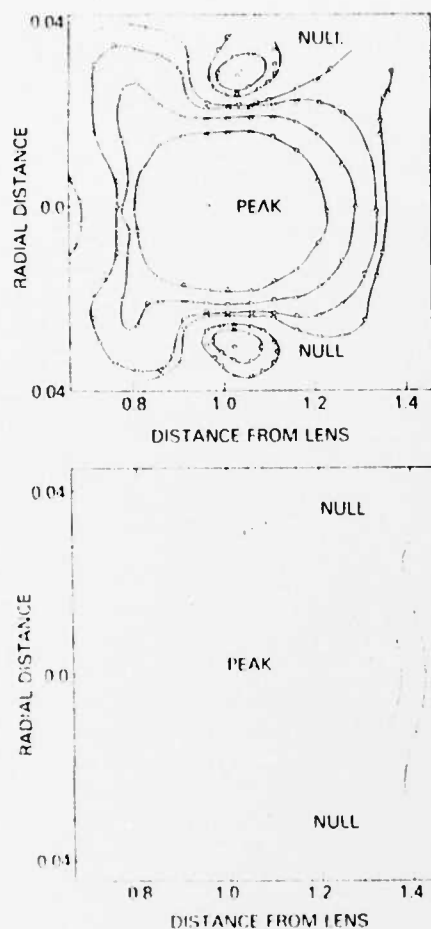 0.04
NULL
RADIAL DISTANCE
0.0
PEAK
NULL
0.04
0.8 1.0 1.2 1.4
DISTANCE FROM LENS
0.04
NULL
RADIAL DISTANCE
PEAK
0.0
NULL
0.04
0.8 1.0 1.2 1.4
DISTANCE FROM LENS